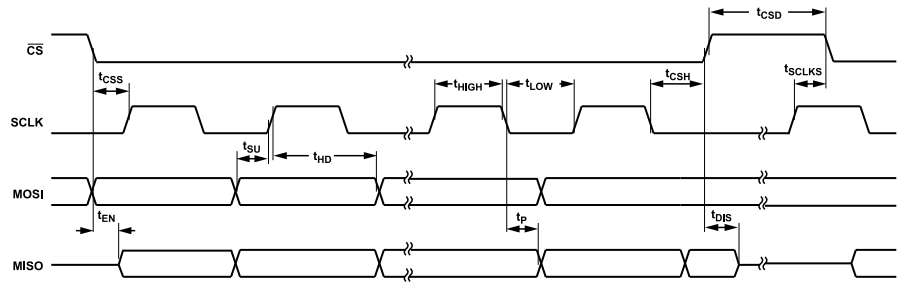 tCSD
CS
tCSS
tHIGH
tLOW
tCSH
tSCLKS
SCLK
tSU
tHD
MOSI
tEN
tP
tDIS
MISO